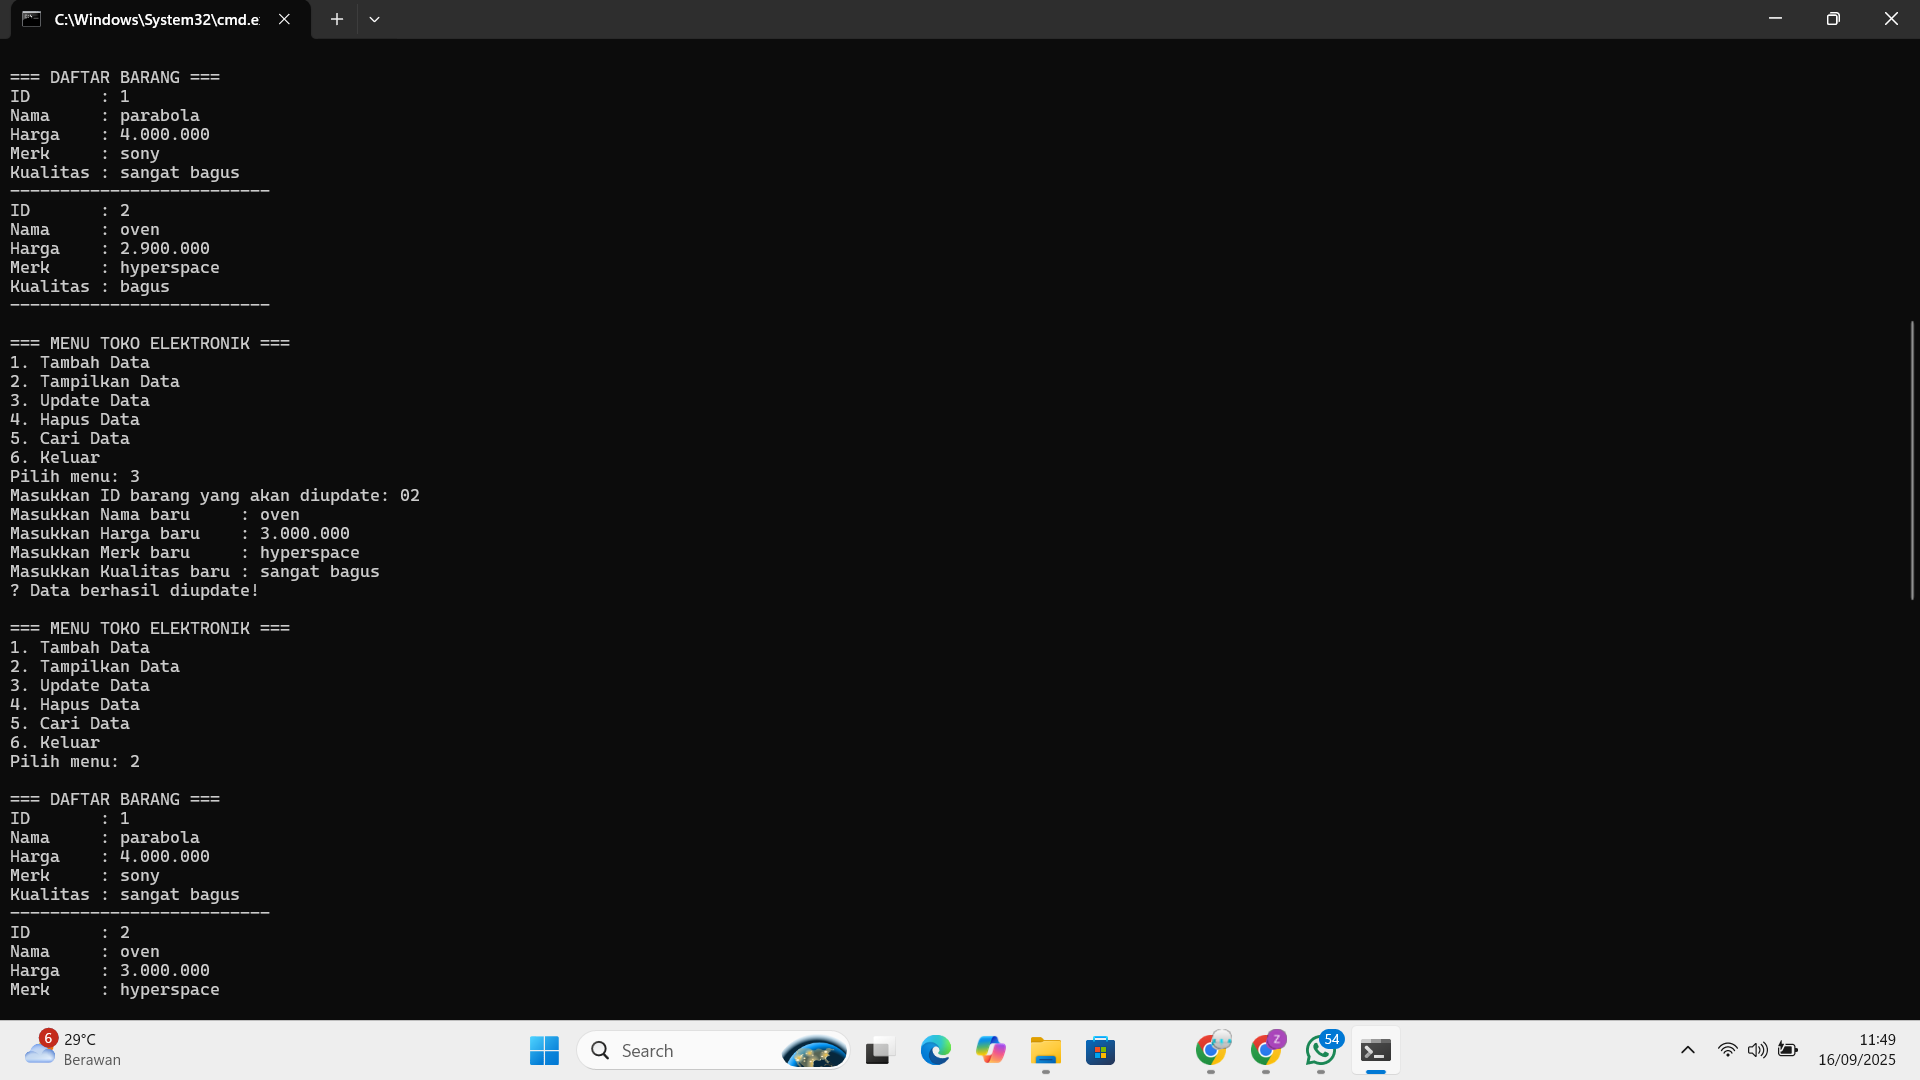 C:\Windows\System32\cmd.e
=== DAFTAR BARANG ===
ID       : 1
Nama     : parabola
Harga    : 4.000.000
Merk     : sony
Kualitas : sangat bagus
--------------------------
ID       : 2
Nama     : oven
Harga    : 2.900.000
Merk     : hyperspace
Kualitas : bagus
--------------------------
=== MENU TOKO ELEKTRONIK ===
1. Tambah Data
2. Tampilkan Data
3. Update Data
4. Hapus Data
5. Cari Data
6. Keluar
Pilih menu: 3
Masukkan ID barang yang akan diupdate: 02
Masukkan Nama baru     : oven
Masukkan Harga baru    : 3.000.000
Masukkan Merk baru     : hyperspace
Masukkan Kualitas baru : sangat bagus
? Data berhasil diupdate!
=== MENU TOKO ELEKTRONIK ===
1. Tambah Data
2. Tampilkan Data
3. Update Data
4. Hapus Data
5. Cari Data
6. Keluar
Pilih menu: 2
=== DAFTAR BARANG ===
ID       : 1
Nama     : parabola
Harga    : 4.000.000
Merk     : sony
Kualitas : sangat bagus
--------------------------
ID       : 2
Nama     : oven
Harga    : 3.000.000
Merk     : hyperspace
6
29°C
Berawan
Search
Z
54
11:49
16/09/2025